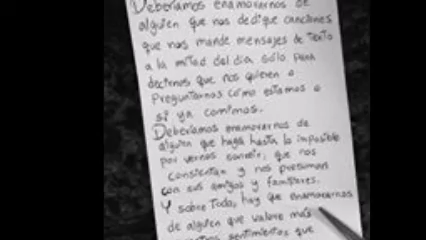 Deberíamos enamorarnos de
alguien que nos dedique canciones
que nos mande mensajes de texto
a la mitad del día sólo para
decirnos que nos quieren o
preguntarnos cómo estamos o
si ya comimos.
Deberíamos enamorarnos de
alguien que haga hasta lo imposible
por vernos sonreír, que nos
consientan y nos presuman
con sus amigos y familiares.
Y sobre todo, hay que enamorarnos
de alguien que valore más
sentimientos que